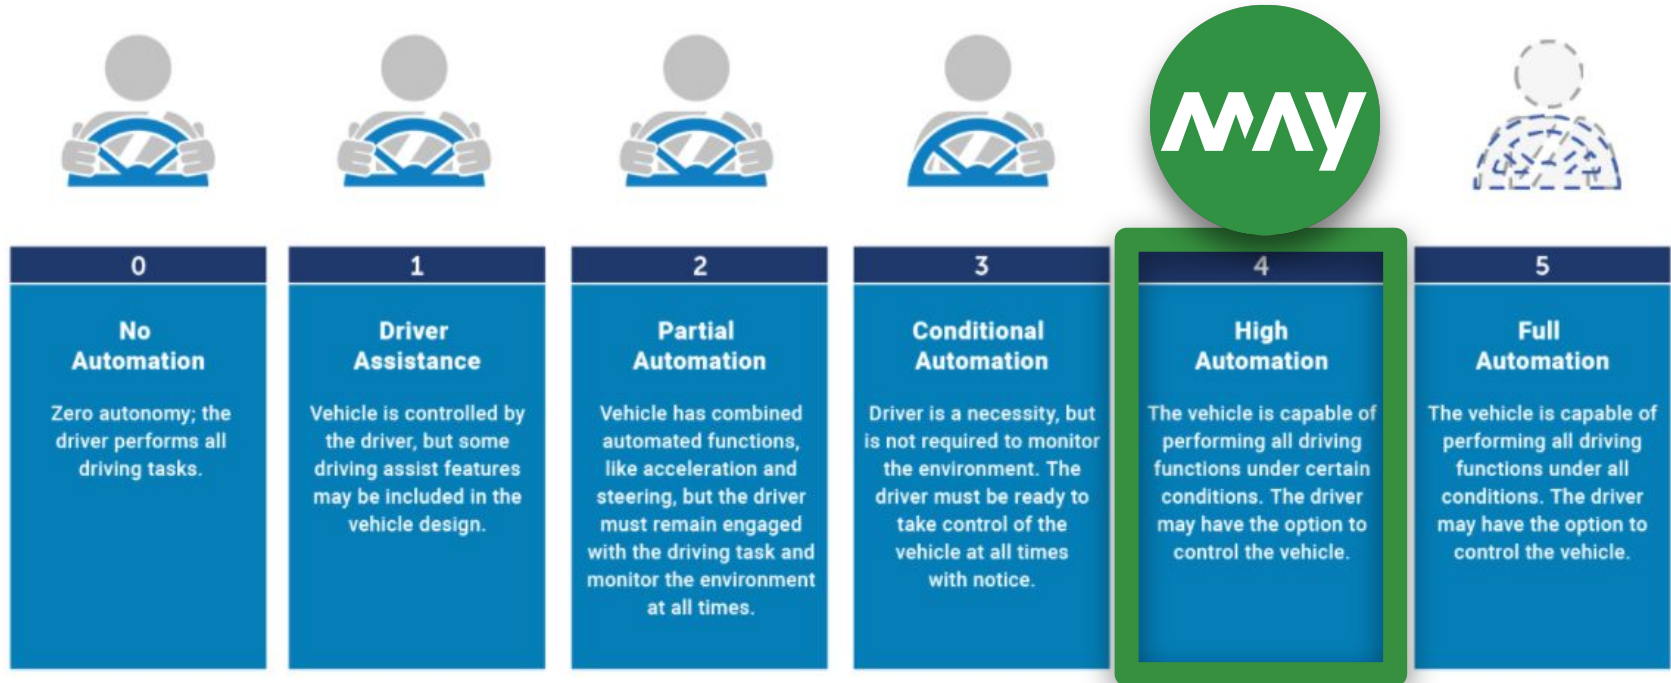 MAY
0
No
Automation
Zero autonomy; the
driver performs all
driving tasks.
1
Driver
Assistance
Vehicle is controlled by
the driver, but some
driving assist features
may be included in the
vehicle design.
2
Partial
Automation
Vehicle has combined
automated functions,
like acceleration and
steering, but the driver
must remain engaged
with the driving task and
monitor the environment
at all times.
3
Conditional
Automation
Driver is a necessity, but
is not required to monitor
the environment. The
driver must be ready to
take control of the
vehicle at all times
with notice.
4
High
Automation
The vehicle is capable of
performing all driving
functions under certain
conditions. The driver
may have the option to
control the vehicle.
5
Full
Automation
The vehicle is capable of
performing all driving
functions under all
conditions. The driver
may have the option to
control the vehicle.